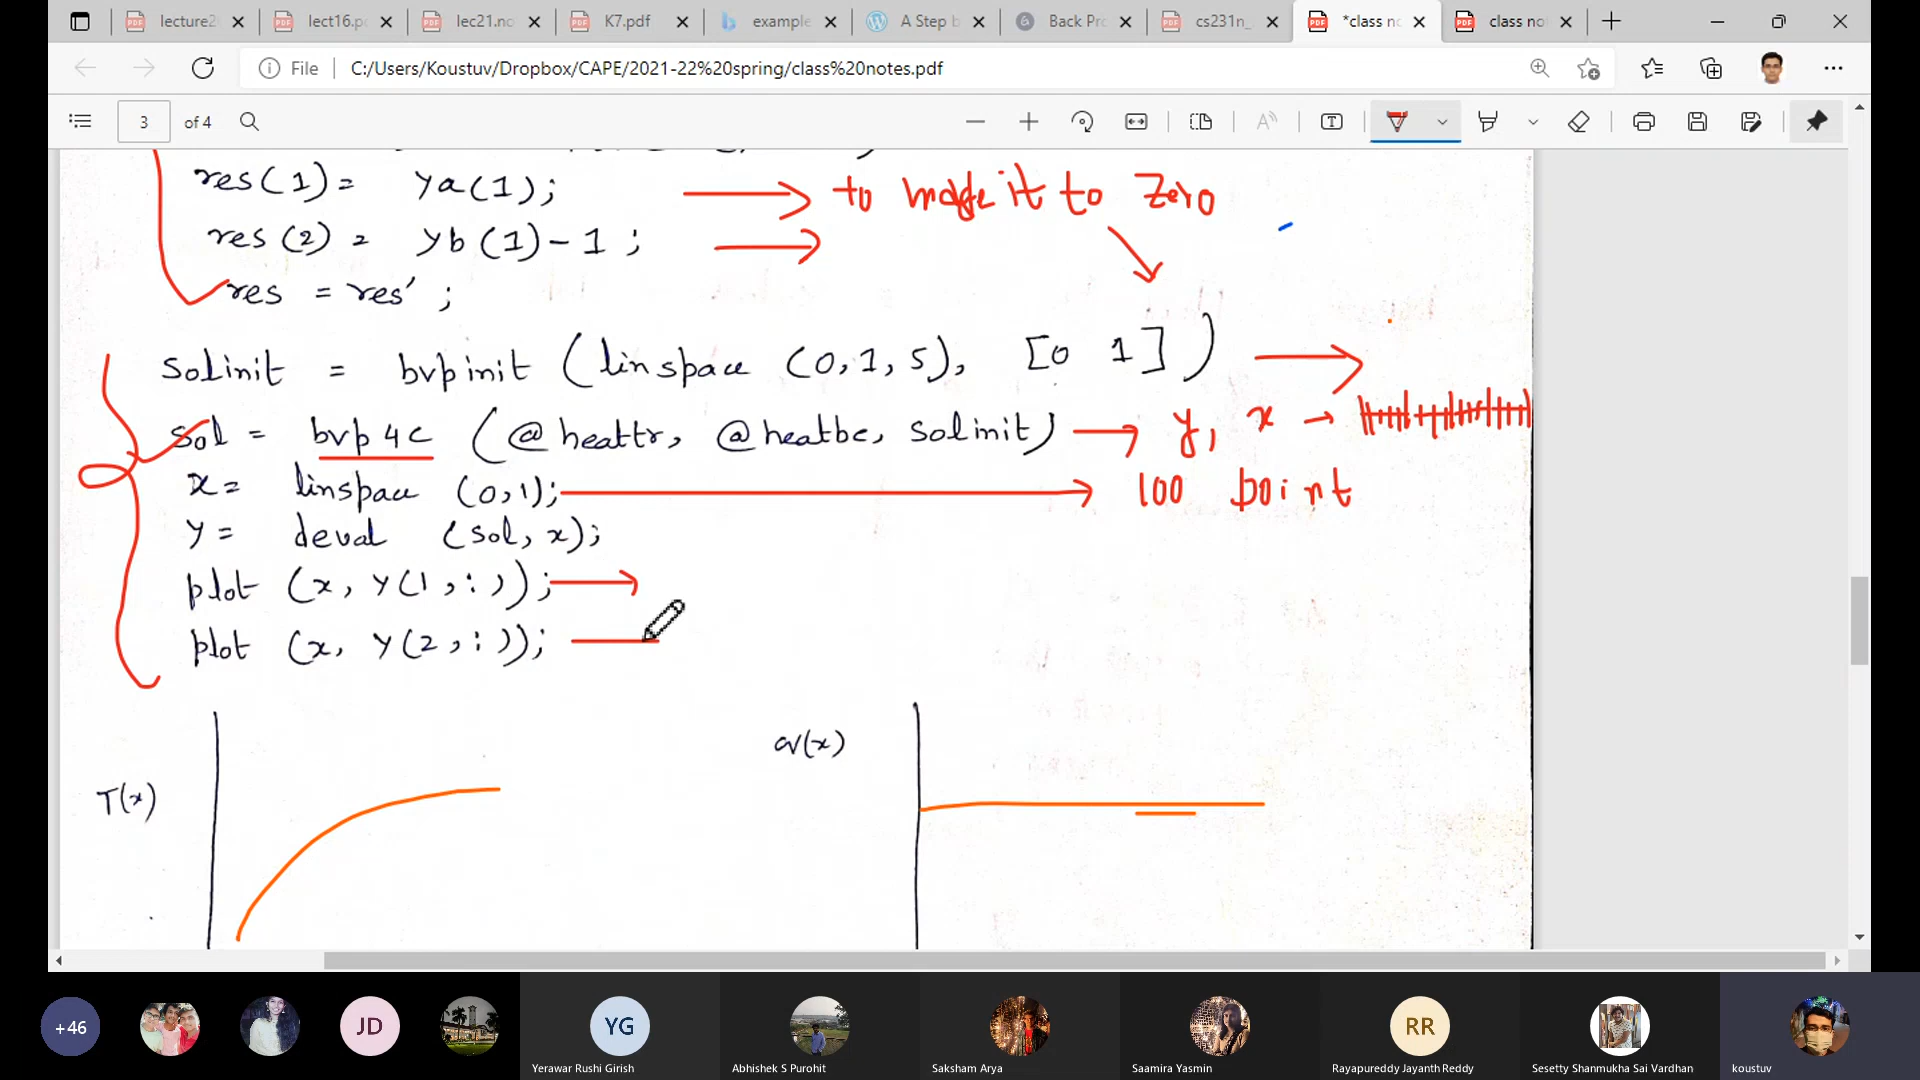 lecture2
lect16.p
lec21.no
K7.pdf
example
A Step b
Back Pro
cs231n_
*class no
class no
File
C:/Users/Koustuv/Dropbox/CAPE/2021-22%20spring/class%20notes.pdf
3 of 4
res(1)= ya(1); → to make it to zero
res(2) = yb(1)-1; →
res = res';
solinit = bvpinit (linspace (0,1,5), [0 1]) →
sol = bvp4c (@heattr, @heatbc, solinit) → y, x →
x= linspace (0,1); → 100 point
y= deval (sol, x);
plot (x, y(1,:)); →
plot (x, y(2,:));
T(x)
+46
JD
YG
Yerawar Rushi Girish
Abhishek S Purohit
Saksham Arya
Saamira Yasmin
RR
Rayapureddy Jayanth Reddy
Sesetty Shanmukha Sai Vardhan
koustuv